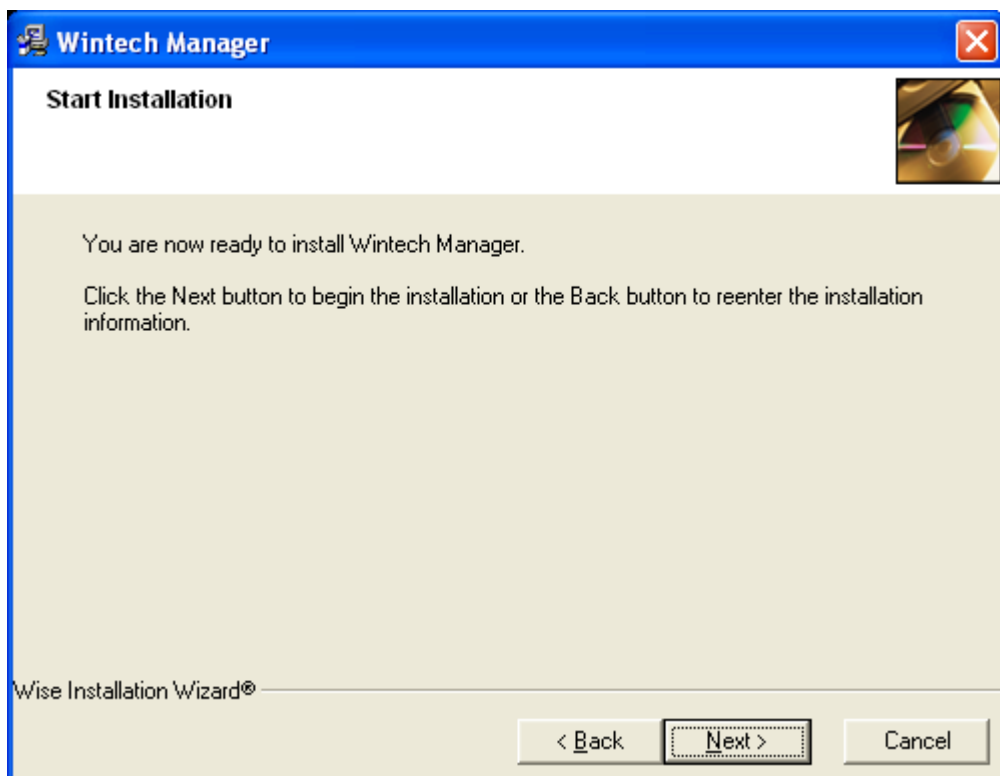 Wintech Manager
Start Installation
You are now ready to install Wintech Manager.
Click the Next button to begin the installation or the Back button to reenter the installation
information.
Wise Installation Wizard®
< Back
Next >
Cancel